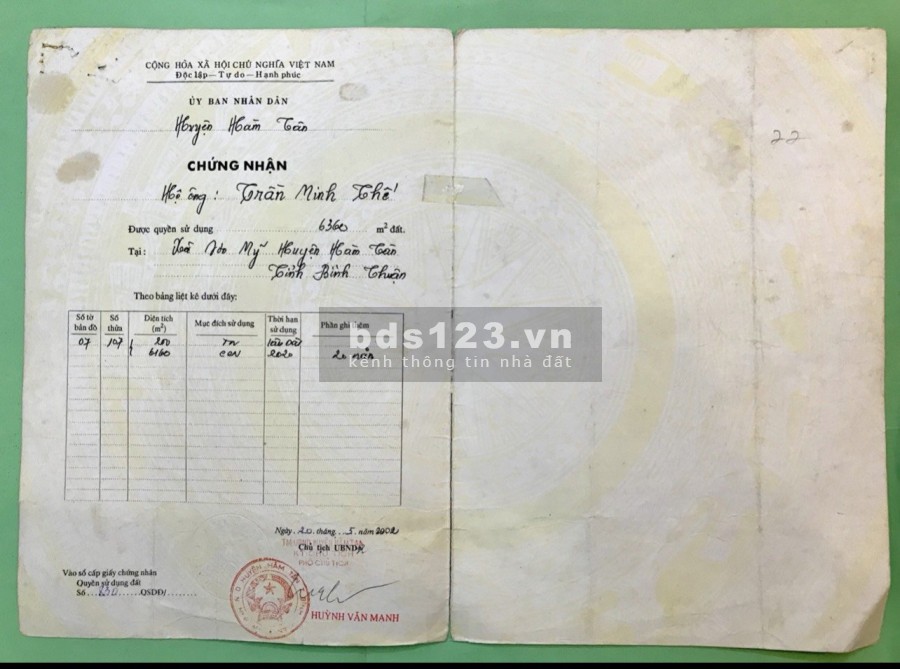 CỘNG HÒA XÃ HỘI CHỦ NGHĨA VIỆT NAM
Độc lập — Tự do — Hạnh phúc
ỦY BAN NHÂN DÂN
Huyện Hàm Tân
22
CHỨNG NHẬN
Hộ ông: Trần Minh Thế
Được quyền sử dụng 6360 m² đất.
Tại: Xã Mỹ Huyện Hàm Tân
Tỉnh Bình Thuận
Theo bảng liệt kê dưới đây:
Số tờ bản đồ Số thửa Diện tích (m²) Mục đích sử dụng Thời hạn sử dụng Phần ghi thêm
07 107 200 TN Lâu Dài
6160 2020
bds123.vn
kênh thông tin nhà đất
Ngày 20 tháng 5 năm 2002
Chủ tịch UBND
PHÓ CHỦ TỊCH
Vào sổ cấp giấy chứng nhận
Quyền sử dụng đất
Số QSDĐ/
HUỲNH VĂN MẠNH